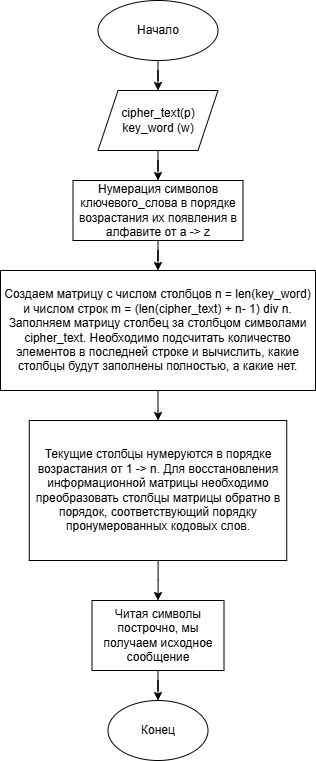 Начало
cipher_text(p)
key_word (w)
Нумерация символов
ключевого_слова в порядке
возрастания их появления в
алфавите от a -> z
Создаем матрицу с числом столбцов n = len(key_word)
и числом строк m = (len(cipher_text) + n- 1) div n.
Заполняем матрицу столбец за столбцом символами
cipher_text. Необходимо подсчитать количество
элементов в последней строке и вычислить, какие
столбцы будут заполнены полностью, а какие нет.
Текущие столбцы нумеруются в порядке
возрастания от 1 -> n. Для восстановления
информационной матрицы необходимо
преобразовать столбцы матрицы обратно в
порядок, соответствующий порядку
пронумерованных кодовых слов.
Читая символы
построчно, мы
получаем исходное
сообщение
Конец